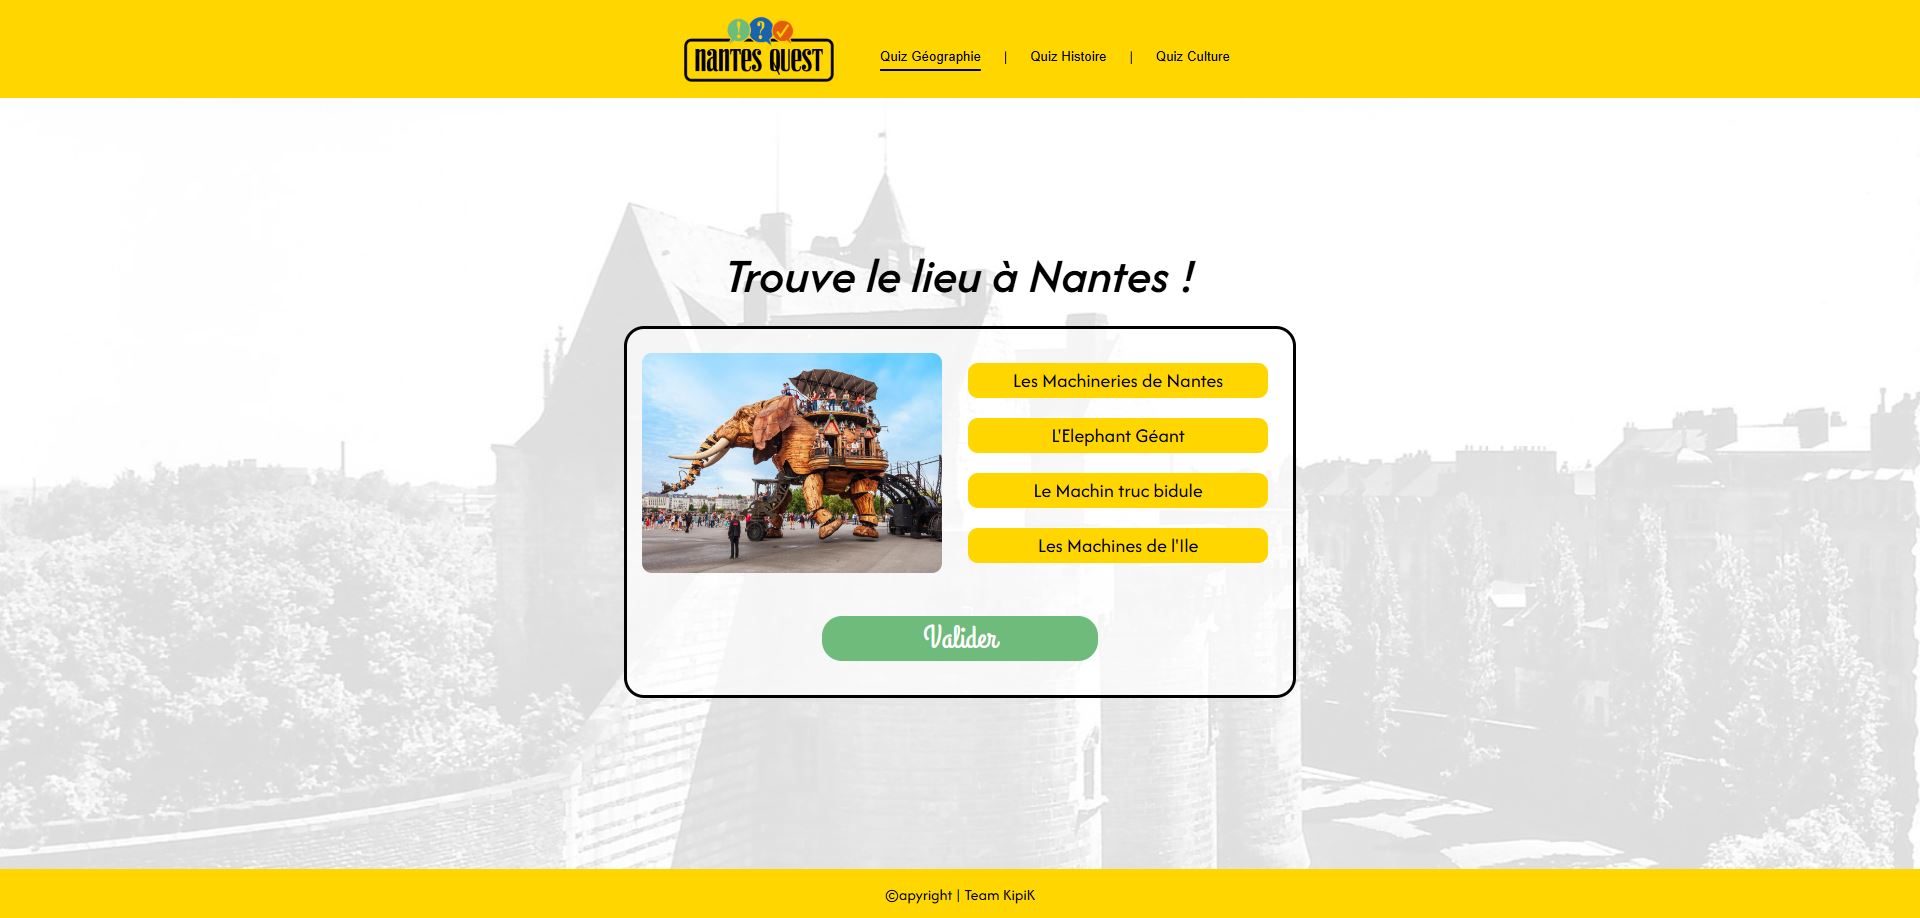 ! ?
nantes quest
Quiz Géographie | Quiz Histoire | Quiz Culture
Trouve le lieu à Nantes !
Les Machineries de Nantes
L'Elephant Géant
Le Machin truc bidule
Les Machines de l'Ile
Valider
©apyright | Team KipiK